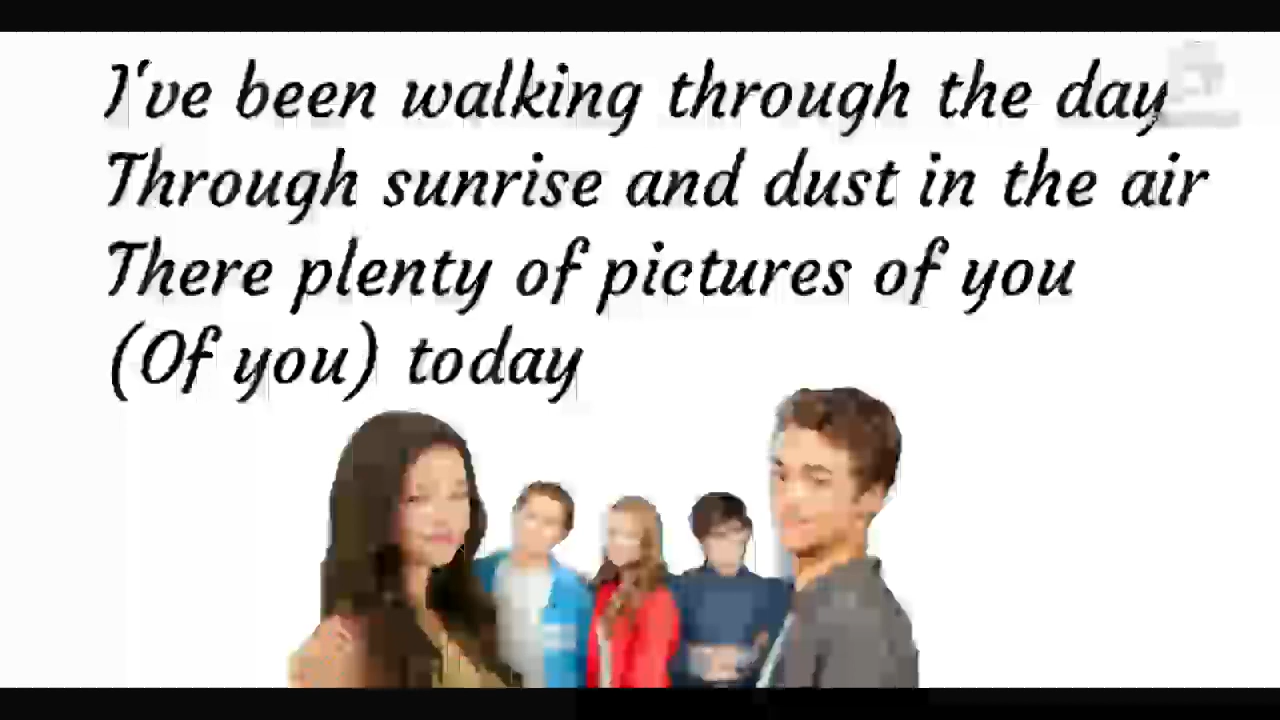 I've been walking through the day
Through sunrise and dust in the air
There plenty of pictures of you
(Of you) today